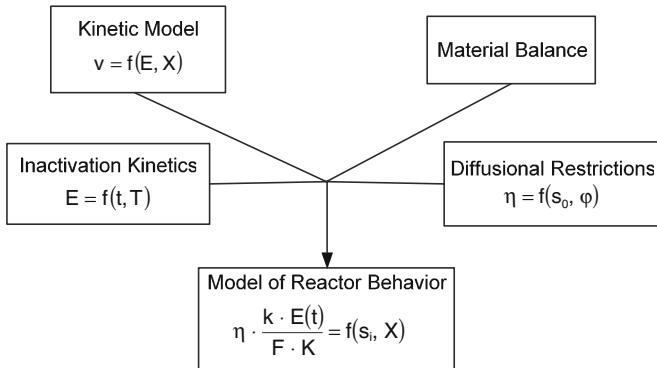 Kinetic Model
v = f(E, X)
Material Balance
Inactivation Kinetics
E = f(t, T)
Diffusional Restrictions
η = f(s₀, φ)
Model of Reactor Behavior
η · k · E(t) / F · K = f(sᵢ, X)